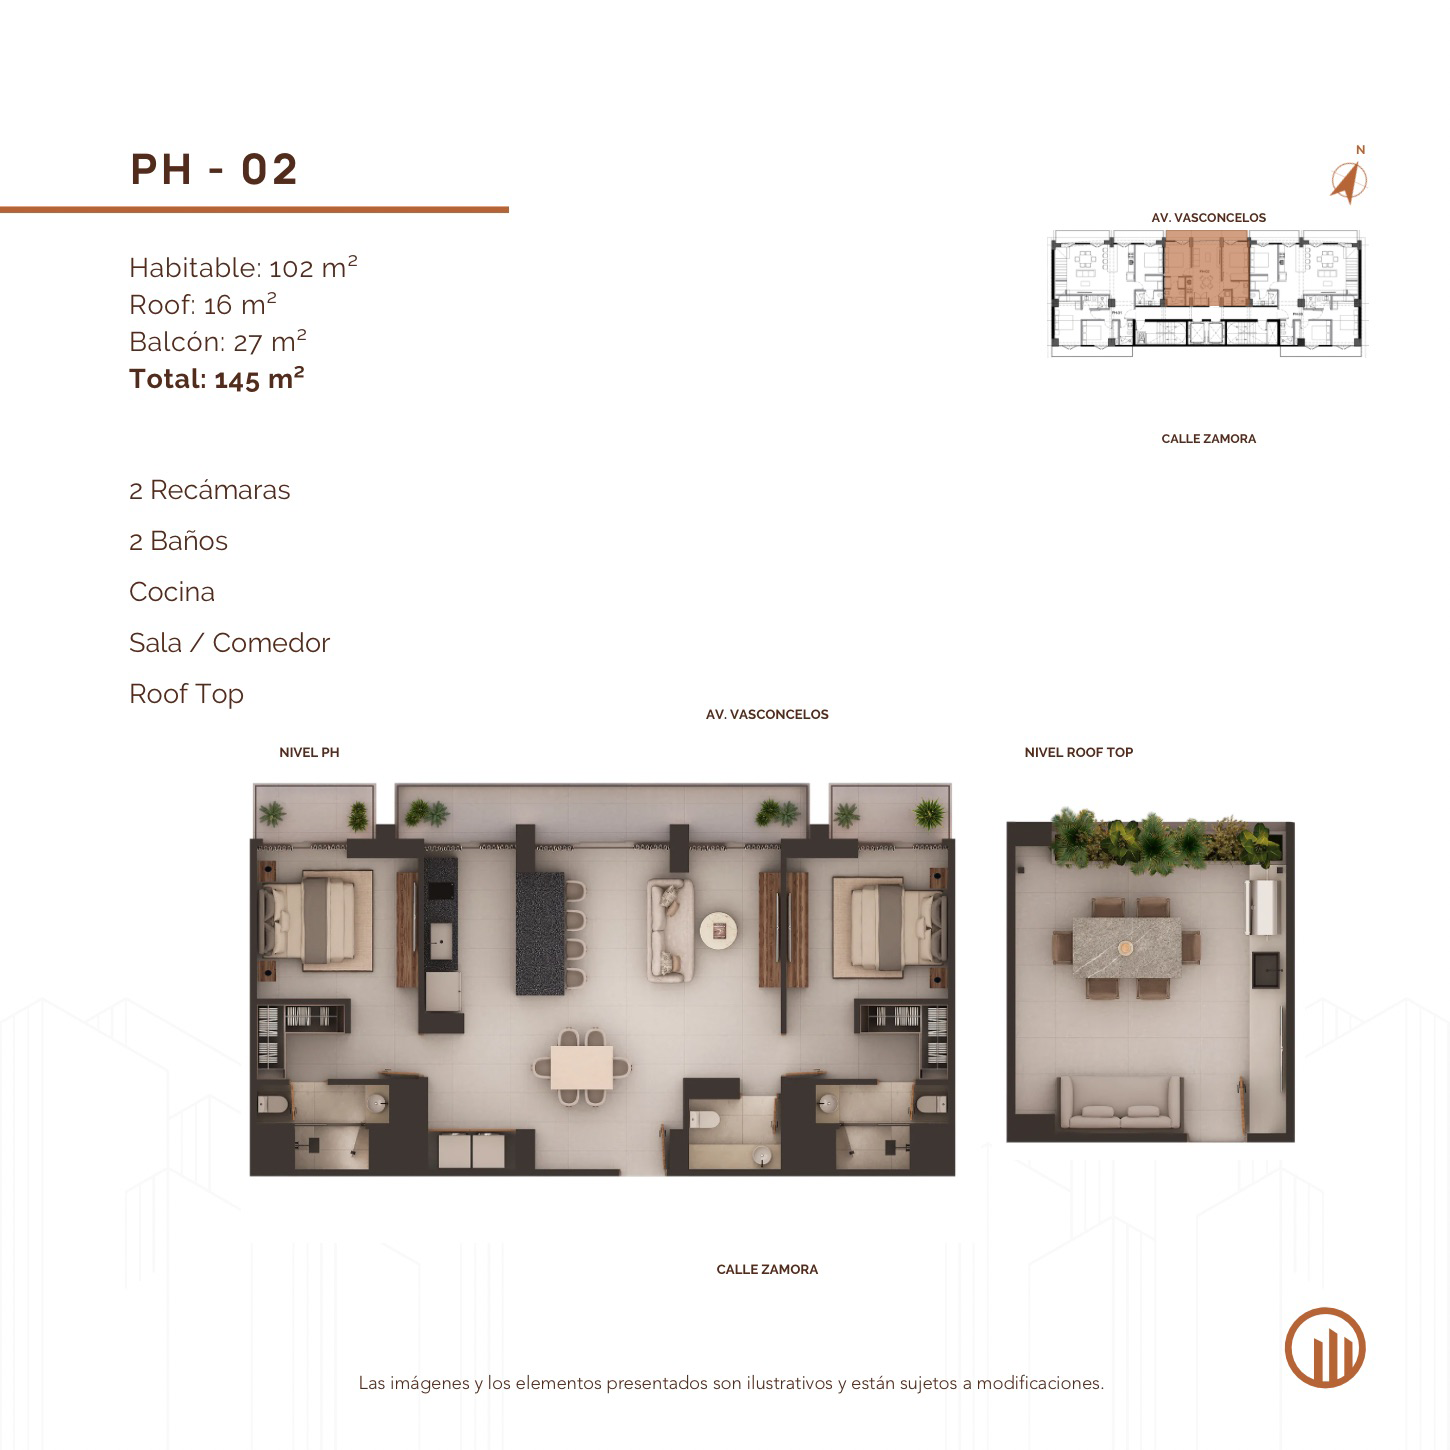 PH - 02
N
AV. VASCONCELOS
Habitable: 102 m²
Roof: 16 m²
Balcón: 27 m²
Total: 145 m²
CALLE ZAMORA
2 Recámaras
2 Baños
Cocina
Sala / Comedor
Roof Top
AV. VASCONCELOS
NIVEL PH
NIVEL ROOF TOP
CALLE ZAMORA
Las imágenes y los elementos presentados son ilustrativos y están sujetos a modificaciones.